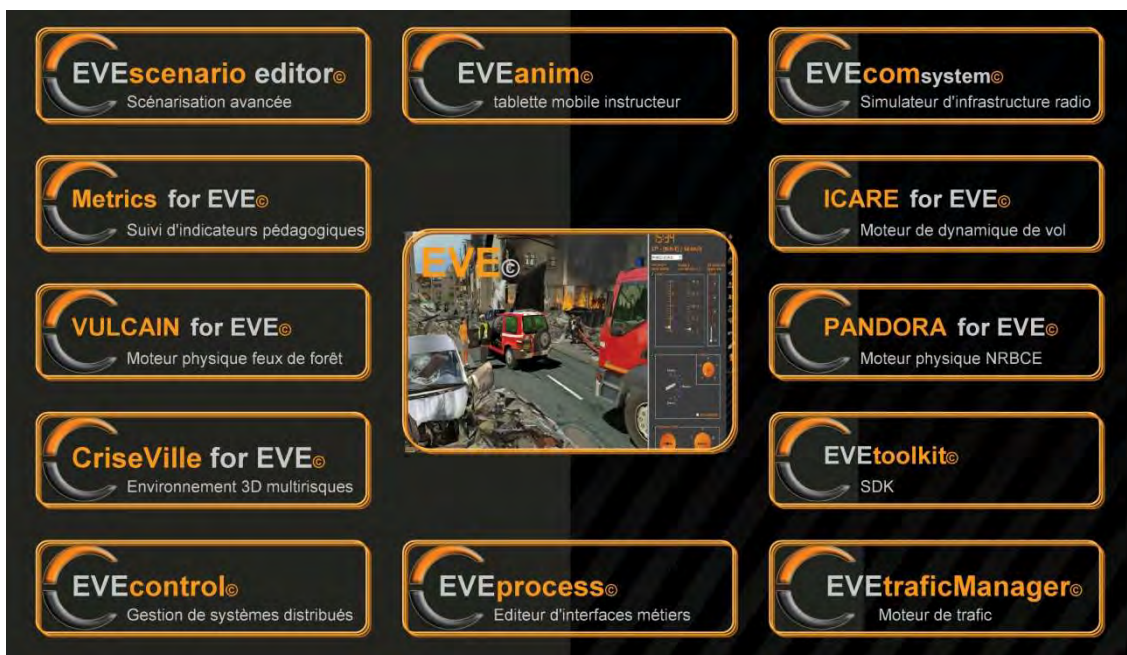 EVEscenario editor©
Scénarisation avancée
EVEanim©
tablette mobile instructeur
EVEcomsystem©
Simulateur d'infrastructure radio
Metrics for EVE©
Suivi d'indicateurs pédagogiques
ICARE for EVE©
Moteur de dynamique de vol
EVE©
VULCAIN for EVE©
Moteur physique feux de forêt
PANDORA for EVE©
Moteur physique NRBCE
CriseVille for EVE©
Environnement 3D multirisques
EVEtoolkit©
SDK
EVEcontrol©
Gestion de systèmes distribués
EVEprocess©
Editeur d'interfaces métiers
EVEtraficManager©
Moteur de trafic